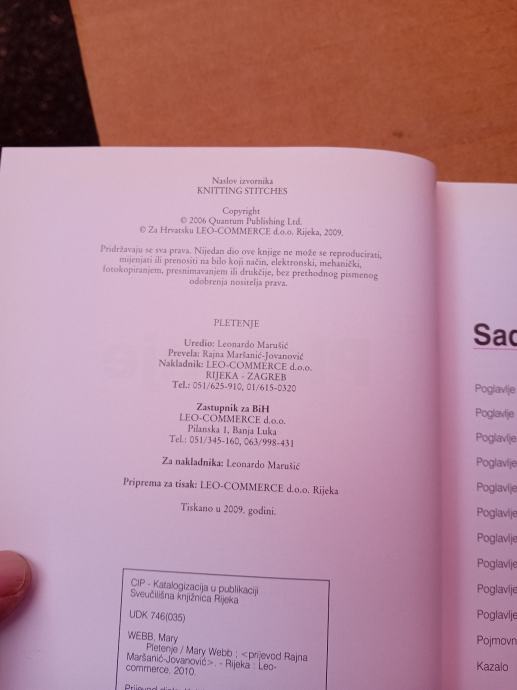 Naslov izvornika
KNITTING STITCHES
Copyright
© 2006 Quantum Publishing Ltd.
© Za Hrvatsku LEO-COMMERCE d.o.o. Rijeka, 2009.
Pridržavaju se sva prava. Nijedan dio ove knjige ne može se reproducirati,
mijenjati ili prenositi na bilo koji način, elektronski, mehanički,
fotokopiranjem, presnimavanjem ili drukčije, bez prethodnog pismenog
odobrenja nositelja prava.
PLETENJE
Uredio: Leonardo Marušić
Prevela: Rajna Maršanić-Jovanović
Nakladnik: LEO-COMMERCE d.o.o.
RIJEKA - ZAGREB
Tel.: 051/625-910, 01/615-0320
Zastupnik za BiH
LEO-COMMERCE d.o.o.
Pilanska 1, Banja Luka
Tel.: 051/345-160, 063/998-431
Za nakladnika: Leonardo Marušić
Priprema za tisak: LEO-COMMERCE d.o.o. Rijeka
Tiskano u 2009. godini.
CIP - Katalogizacija u publikaciji
Sveučilišna knjižnica Rijeka
UDK 746(035)
WEBB, Mary
Pletenje / Mary Webb ; <prijevod Rajna
Maršanić-Jovanović>. - Rijeka : Leo-
commerce, 2010.
Sad
Poglavlje
Poglavlje
Poglavlje
Poglavlje
Poglavlje
Poglavlje
Poglavlje
Poglavlje
Poglavlje
Poglavlje
Pojmovn
Kazalo